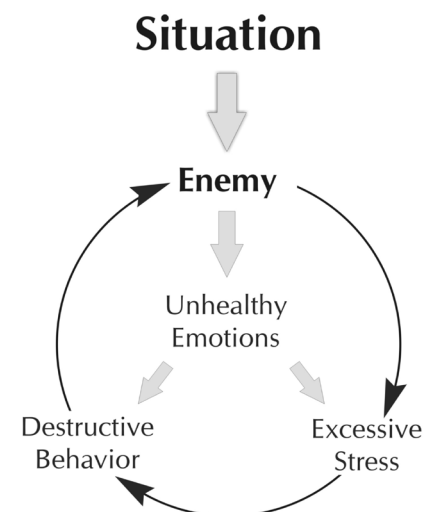 Situation
Enemy
Unhealthy
Emotions
Destructive
Behavior
Excessive
Stress